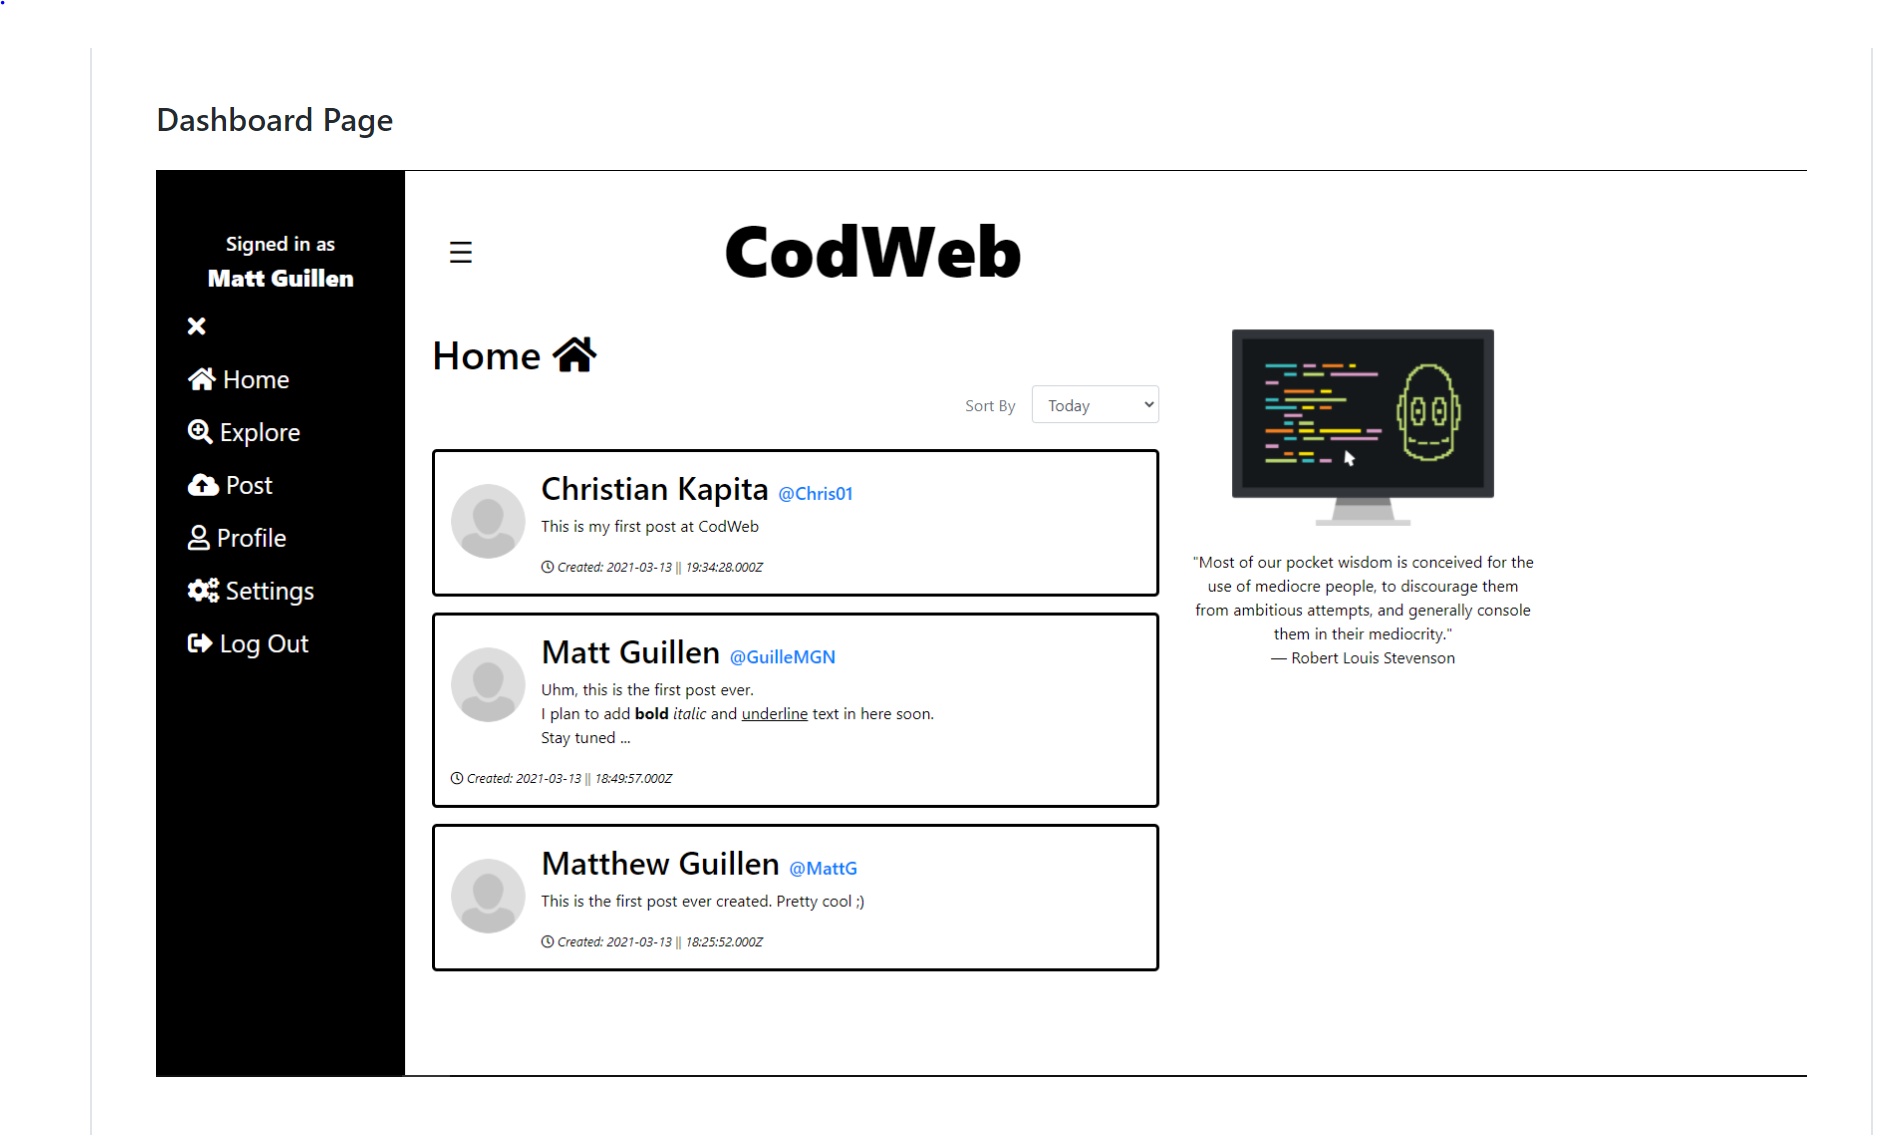 Dashboard Page
Signed in as
Matt Guillen
Home
Explore
Post
Profile
Settings
Log Out
CodWeb
Home
Sort By Today
Christian Kapita @Chris01
This is my first post at CodWeb
Created: 2021-03-13 || 19:34:28.000Z
Matt Guillen @GuilleMGN
Uhm, this is the first post ever.
I plan to add bold italic and underline text in here soon.
Stay tuned ...
Created: 2021-03-13 || 18:49:57.000Z
Matthew Guillen @MattG
This is the first post ever created. Pretty cool ;)
Created: 2021-03-13 || 18:25:52.000Z
"Most of our pocket wisdom is conceived for the
use of mediocre people, to discourage them
from ambitious attempts, and generally console
them in their mediocrity."
— Robert Louis Stevenson